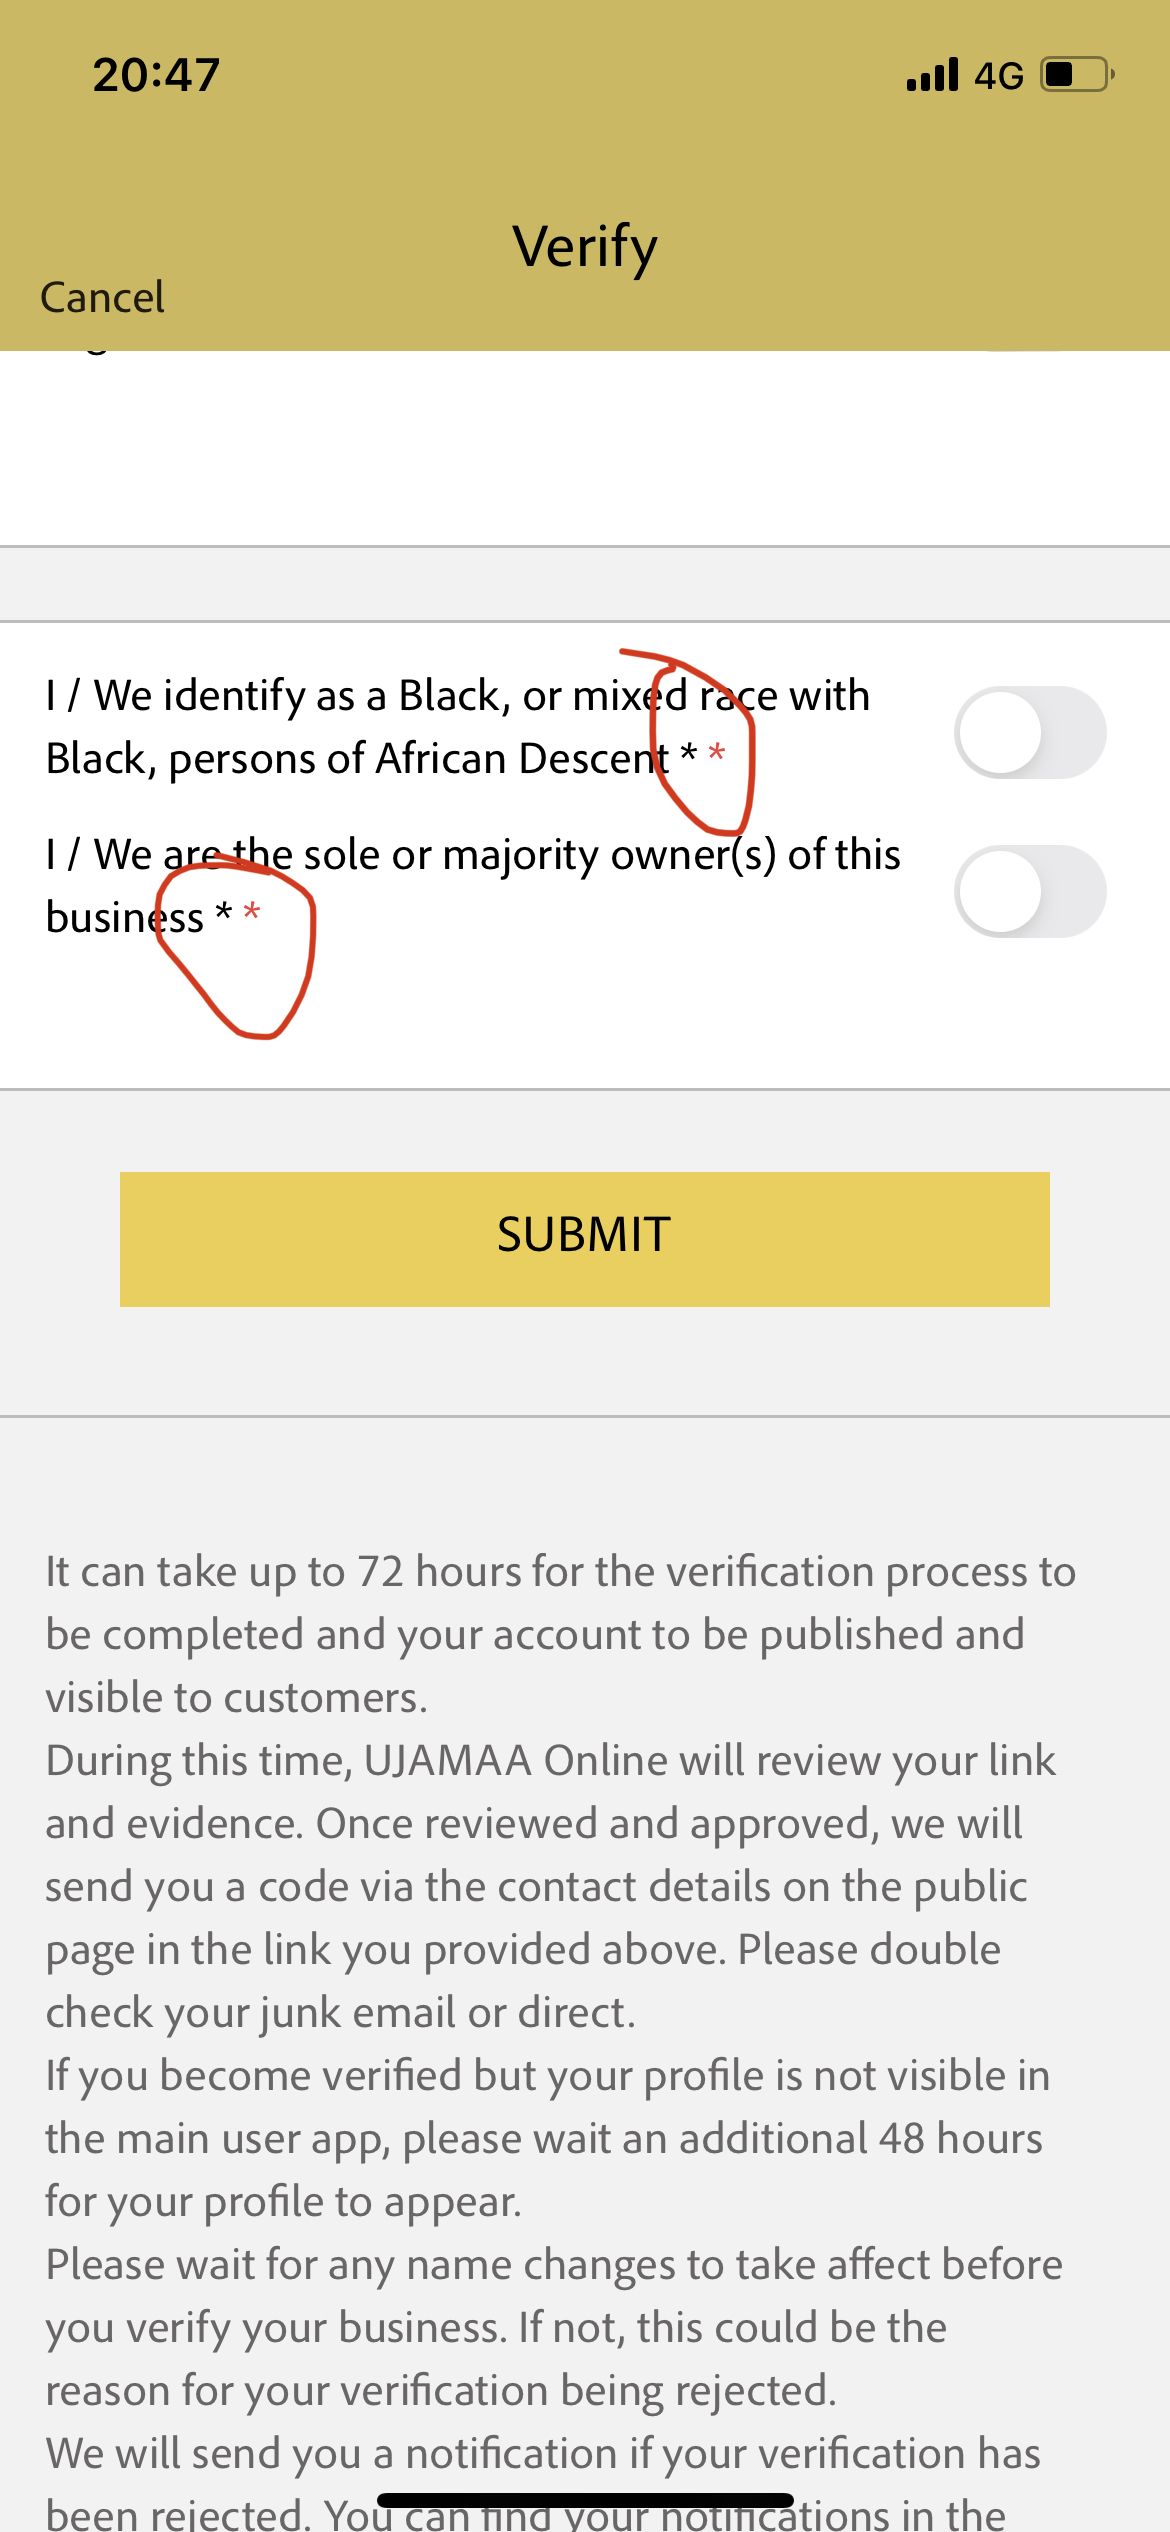 20:47
4G
Verify
Cancel
I / We identify as a Black, or mixed race with
Black, persons of African Descent * *
I / We are the sole or majority owner(s) of this
business * *
SUBMIT
It can take up to 72 hours for the verification process to
be completed and your account to be published and
visible to customers.
During this time, UJAMAA Online will review your link
and evidence. Once reviewed and approved, we will
send you a code via the contact details on the public
page in the link you provided above. Please double
check your junk email or direct.
If you become verified but your profile is not visible in
the main user app, please wait an additional 48 hours
for your profile to appear.
Please wait for any name changes to take affect before
you verify your business. If not, this could be the
reason for your verification being rejected.
We will send you a notification if your verification has
been rejected. You can find your notifications in the